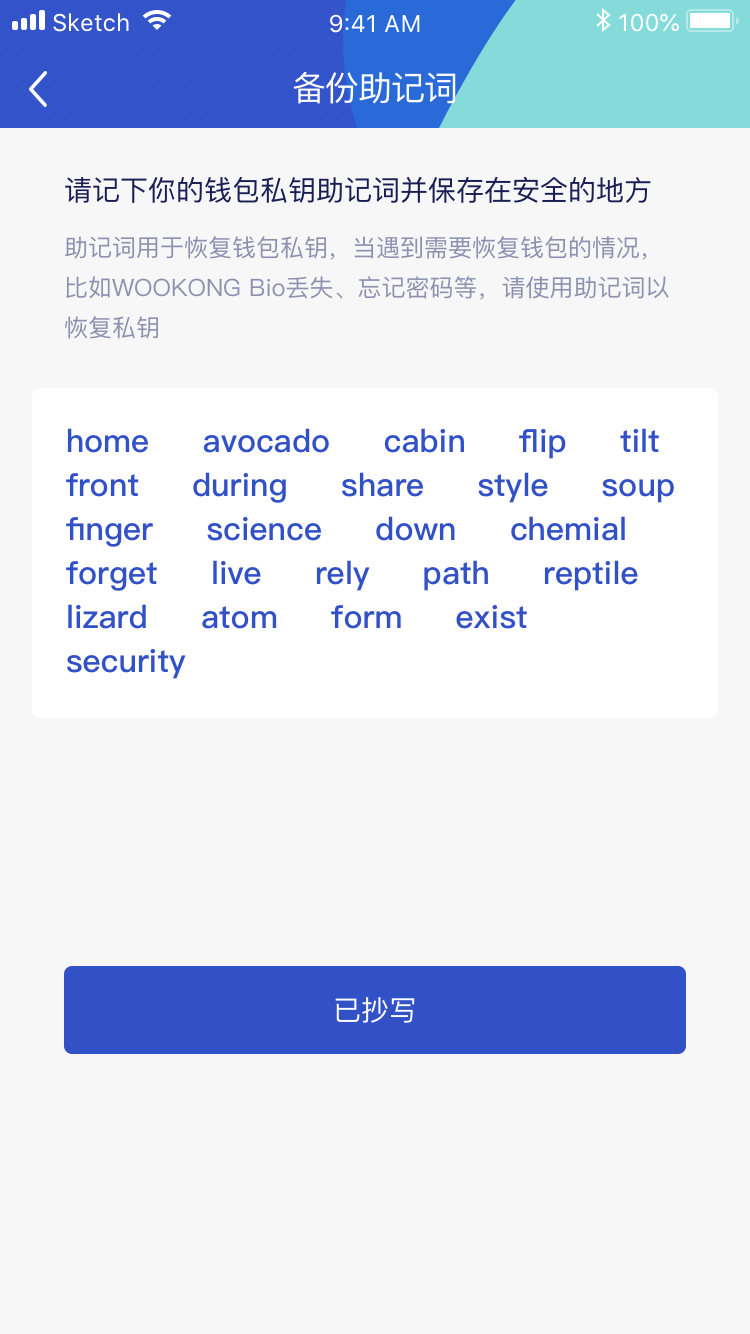 Sketch 9:41 AM 100%
备份助记词
请记下你的钱包私钥助记词并保存在安全的地方
助记词用于恢复钱包私钥，当遇到需要恢复钱包的情况，
比如WOOKONG Bio丢失、忘记密码等，请使用助记词以
恢复私钥
home avocado cabin flip tilt
front during share style soup
finger science down chemial
forget live rely path reptile
lizard atom form exist
security
已抄写